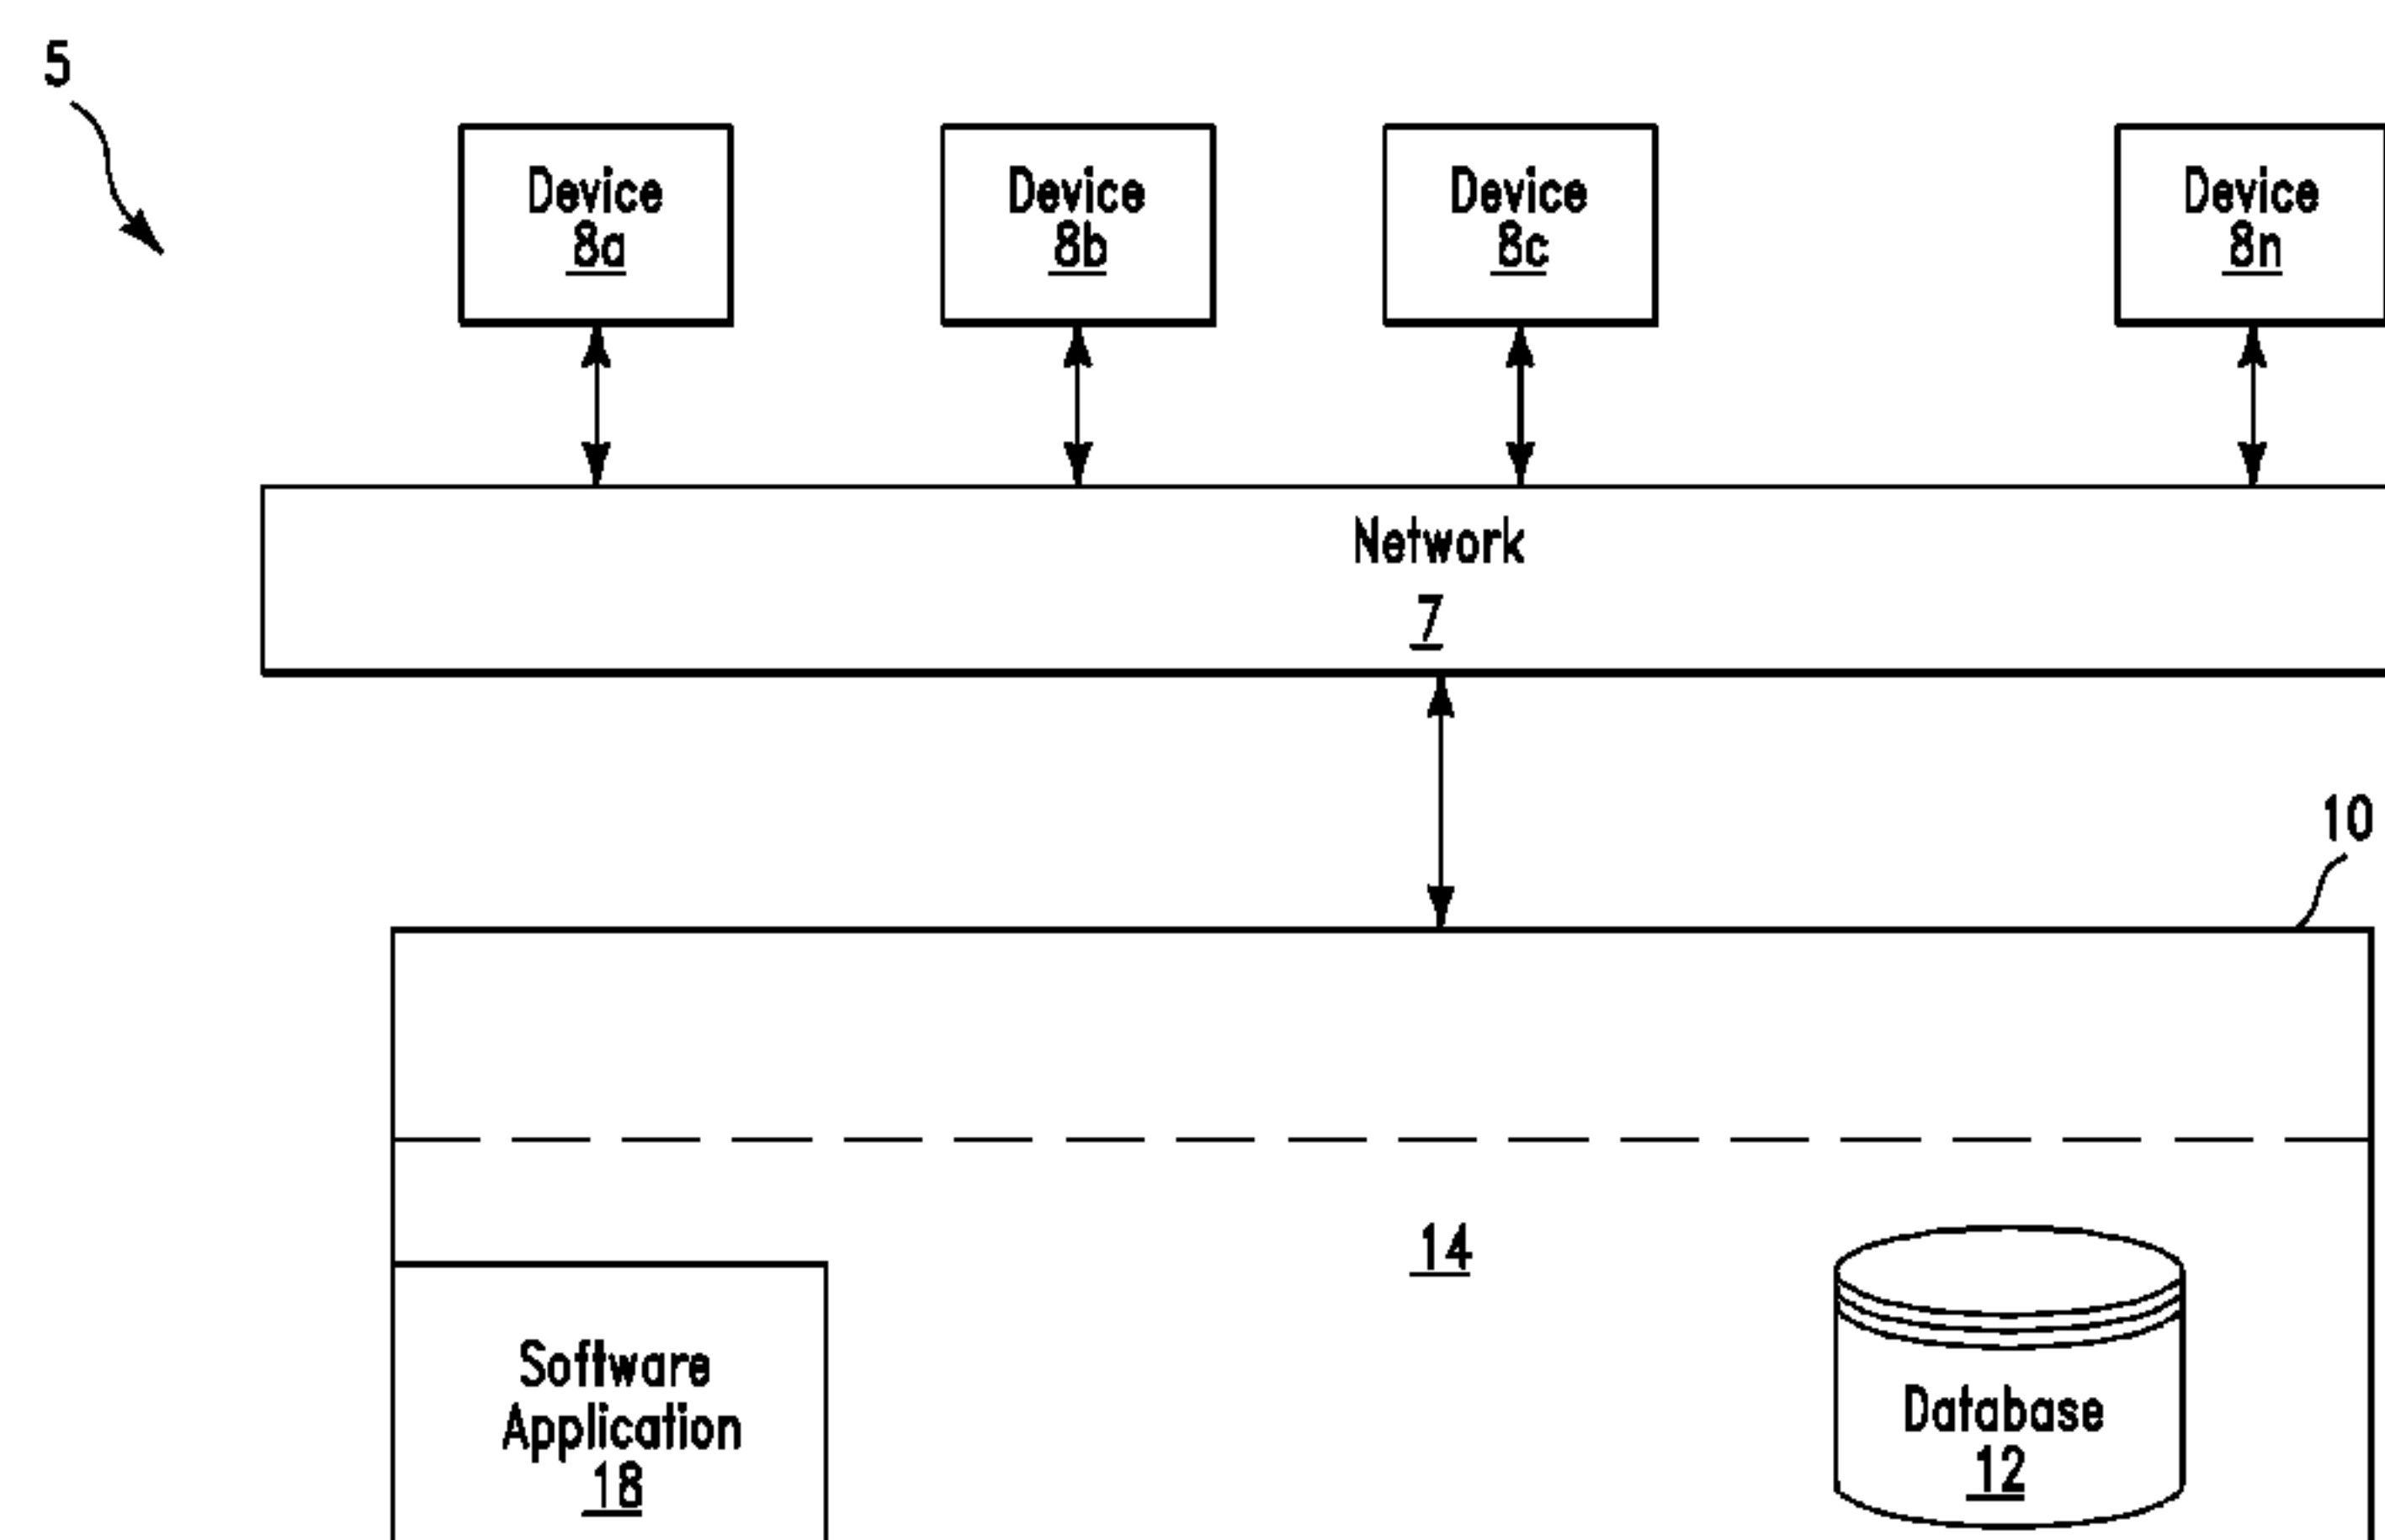 5
Device
8a
Device
8b
Device
8c
Device
8n
Network
7
10
14
Software
Application
18
Database
12